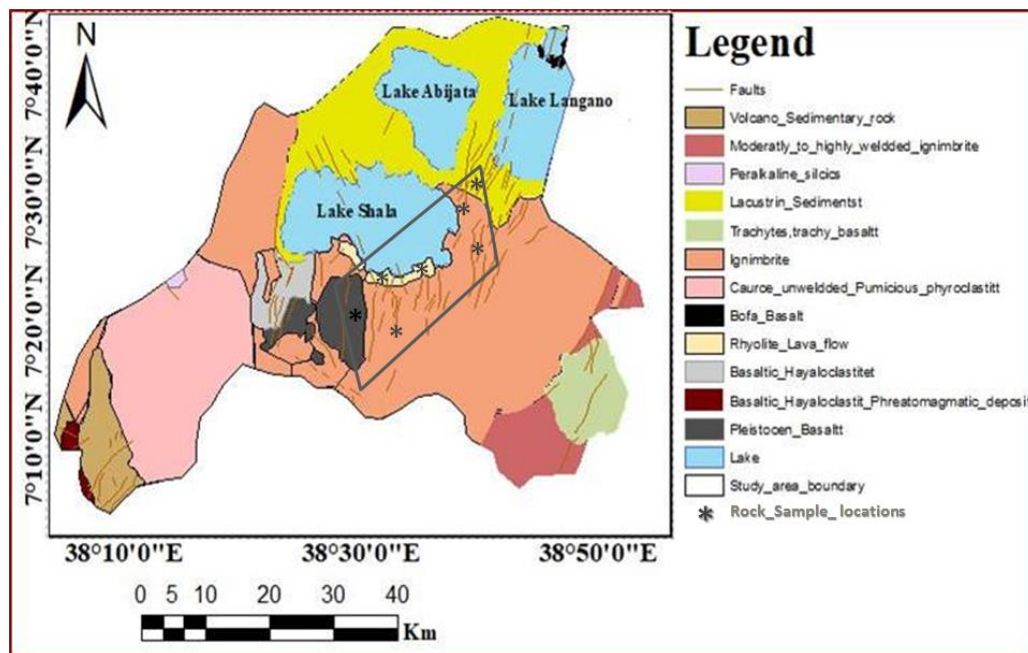 N
Legend
7°40'0"N
7°30'0"N
7°20'0"N
7°10'0"N
Lake Abijata
Lake Langano
Lake Shala
38°10'0"E
38°30'0"E
38°50'0"E
0 5 10 20 30 40
Km
Faults
Volcano_Sedimentary_rock
Moderatly_to_highly_weldded_ignimbrite
Peralkaline_silcics
Lacustrin_Sedimentst
Trachytes,trachy_basaltt
Ignimbrite
Caurce_unweldded_Pumicious_phyroclastitt
Bofa_Basalt
Rhyolite_Lava_flow
Basaltic_Hayaloclastitet
Basaltic_Hayaloclastit_Phreatomagmatic_deposit
Pleistocen_Basaltt
Lake
Study_area_boundary
Rock_Sample_ locations